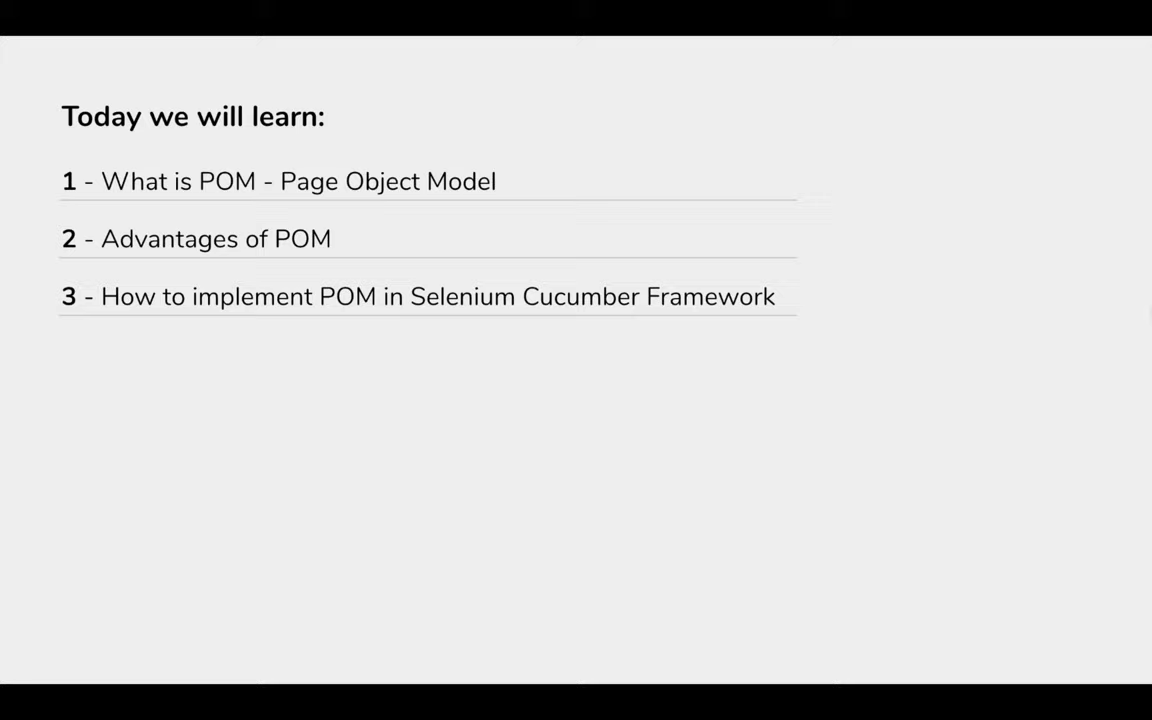 Today we will learn:
1 - What is POM - Page Object Model
2 - Advantages of POM
3 - How to implement POM in Selenium Cucumber Framework